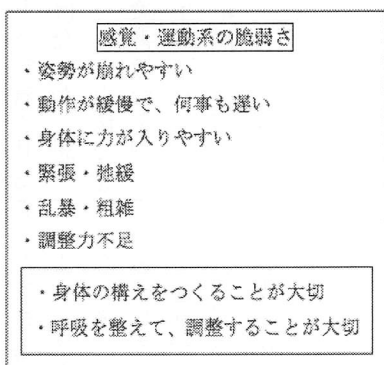 感覚・運動系の脆弱さ
・姿勢が崩れやすい
・動作が緩慢で、何事も遅い
・身体に力が入りやすい
・緊張・弛緩
・乱暴・粗雑
・調整力不足
・身体の構えをつくることが大切
・呼吸を整えて、調整することが大切